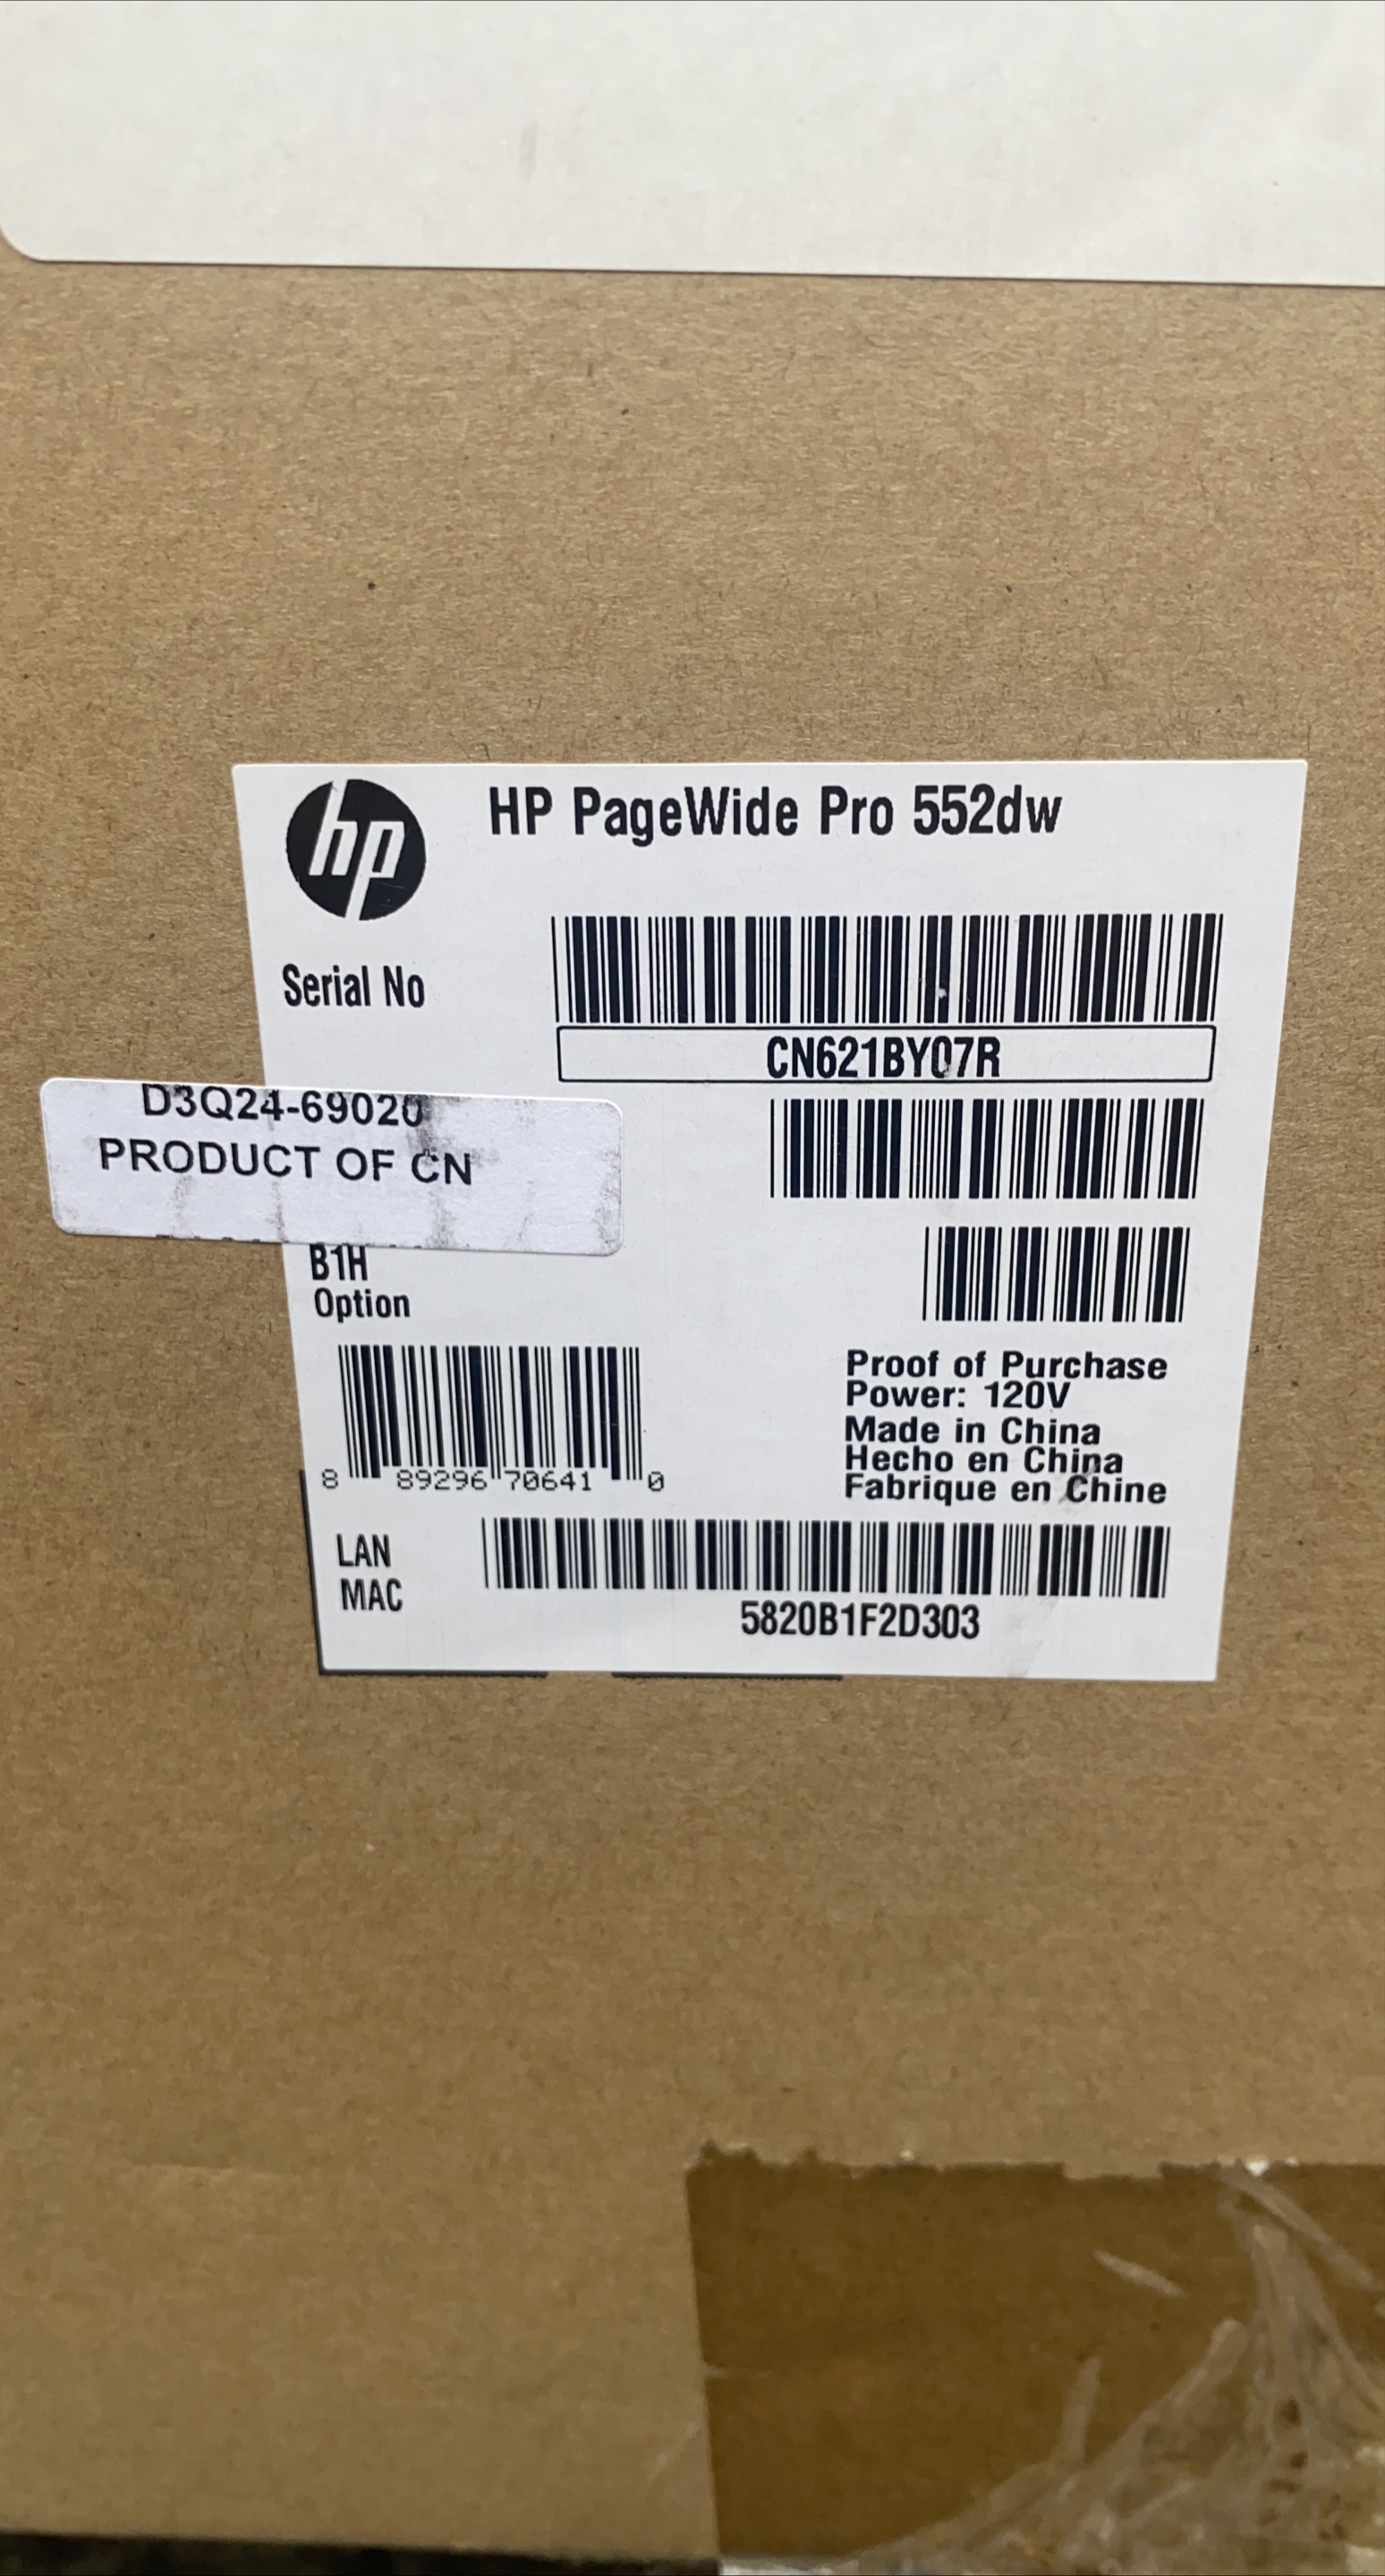 hp
HP PageWide Pro 552dw
Serial No
CN621BY07R
D3Q24-69020
PRODUCT OF CN
B1H
Option
Proof of Purchase
Power: 120V
Made in China
Hecho en China
Fabrique en Chine
8 89296 70641 0
LAN
MAC
5820B1F2D303